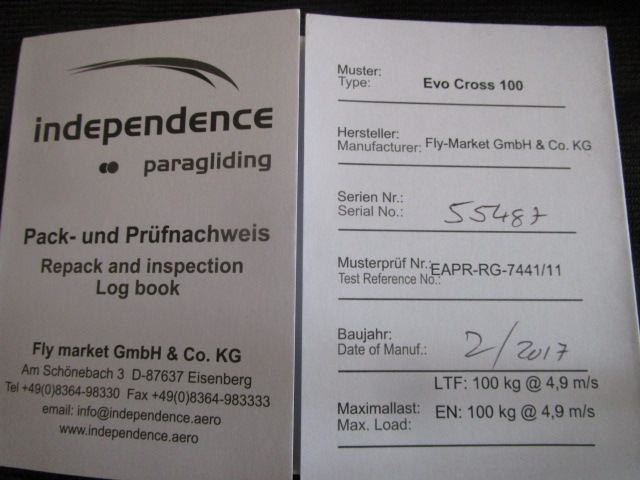 independence
paragliding
Pack- und Prüfnachweis
Repack and inspection
Log book
Fly market GmbH & Co. KG
Am Schönebach 3 D-87637 Eisenberg
Tel +49(0)8364-98330 Fax +49(0)8364-983333
email: info@independence.aero
www.independence.aero
Muster:
Type: Evo Cross 100
Hersteller:
Manufacturer: Fly-Market GmbH & Co. KG
Serien Nr.:
Serial No.: 55487
Musterprüf Nr.: EAPR-RG-7441/11
Test Reference No.:
Baujahr:
Date of Manuf.: 2/2017
LTF: 100 kg @ 4,9 m/s
Maximallast: EN: 100 kg @ 4,9 m/s
Max. Load: